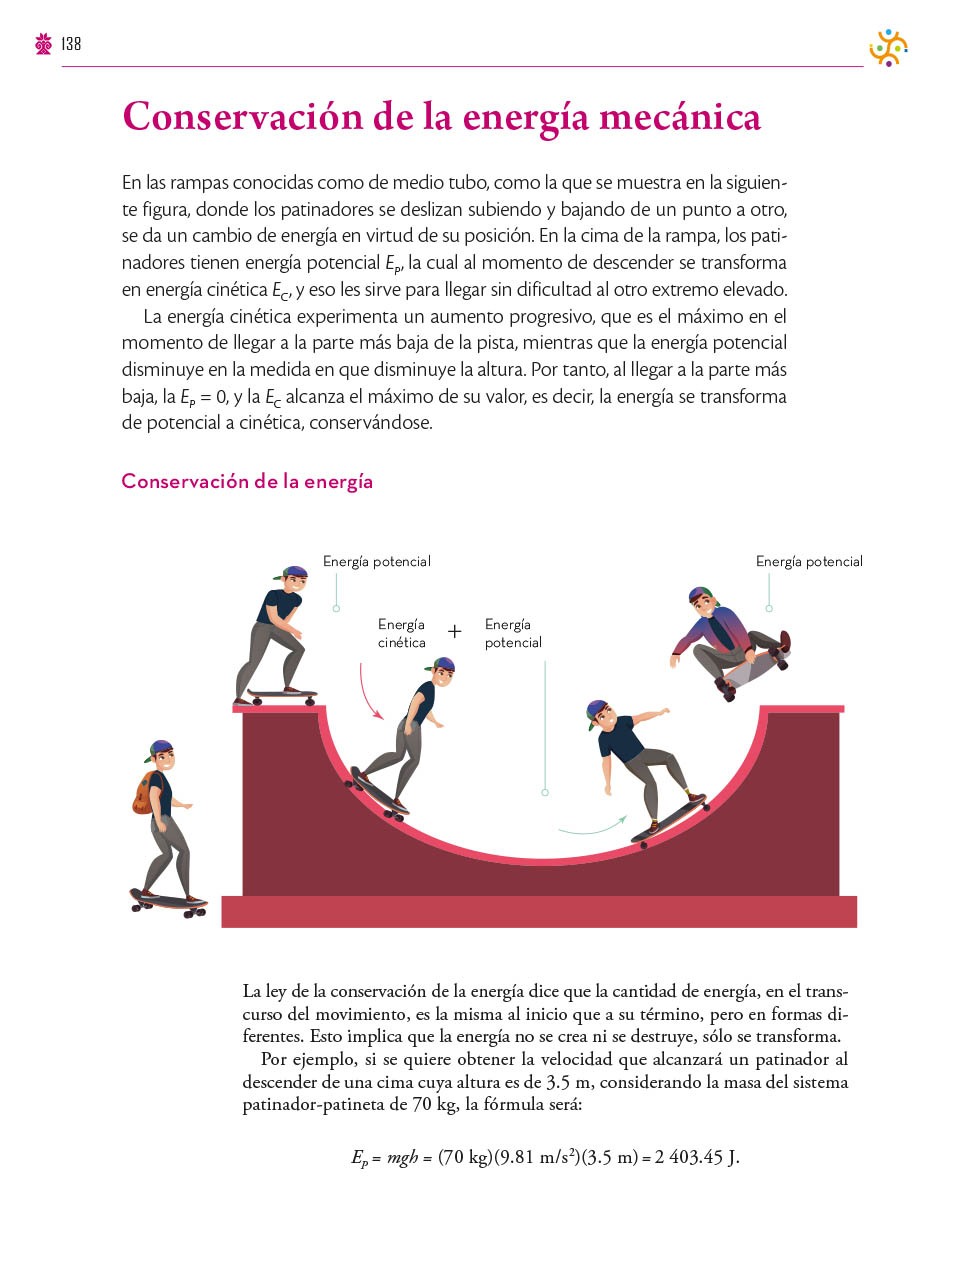 138
Conservación de la energía mecánica
En las rampas conocidas como de medio tubo, como la que se muestra en la siguien-
te figura, donde los patinadores se deslizan subiendo y bajando de un punto a otro,
se da un cambio de energía en virtud de su posición. En la cima de la rampa, los pati-
nadores tienen energía potencial Eₚ, la cual al momento de descender se transforma
en energía cinética E_C, y eso les sirve para llegar sin dificultad al otro extremo elevado.
La energía cinética experimenta un aumento progresivo, que es el máximo en el
momento de llegar a la parte más baja de la pista, mientras que la energía potencial
disminuye en la medida en que disminuye la altura. Por tanto, al llegar a la parte más
baja, la E_P = 0, y la E_C alcanza el máximo de su valor, es decir, la energía se transforma
de potencial a cinética, conservándose.
Conservación de la energía
Energía potencial
Energía potencial
Energía
cinética
+
Energía
potencial
La ley de la conservación de la energía dice que la cantidad de energía, en el trans-
curso del movimiento, es la misma al inicio que a su término, pero en formas di-
ferentes. Esto implica que la energía no se crea ni se destruye, sólo se transforma.
Por ejemplo, si se quiere obtener la velocidad que alcanzará un patinador al
descender de una cima cuya altura es de 3.5 m, considerando la masa del sistema
patinador-patineta de 70 kg, la fórmula será:
Eₚ = mgh = (70 kg)(9.81 m/s²)(3.5 m) = 2 403.45 J.